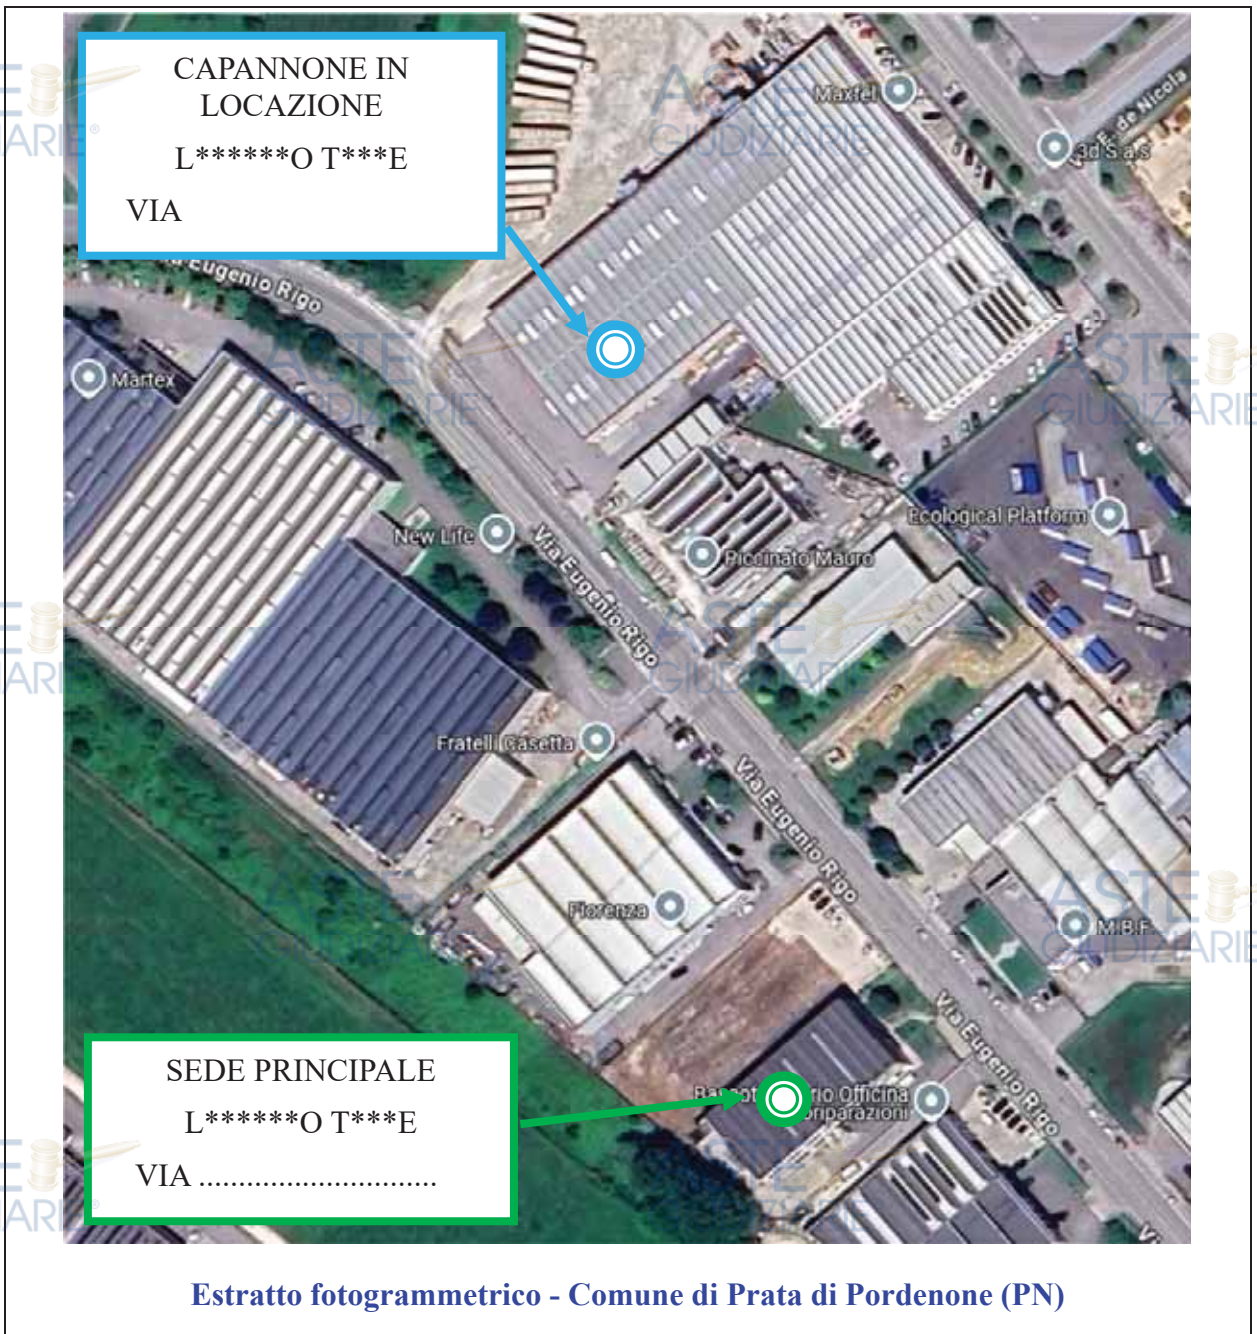 CAPANNONE IN
LOCAZIONE
L******O T***E
VIA
Maxfel
E. de Nicola
3d S.a.s
Eugenio Rigo
Martex
New Life
Via Eugenio Rigo
Piccinato Mauro
Ecological Platform
Fratelli Casetta
Via Eugenio Rigo
Fiorenza
M.B.F.
Via Eugenio Rigo
SEDE PRINCIPALE
L******O T***E
VIA ..............................
Officina
ASTE
GIUDIZIARIE®
Estratto fotogrammetrico - Comune di Prata di Pordenone (PN)